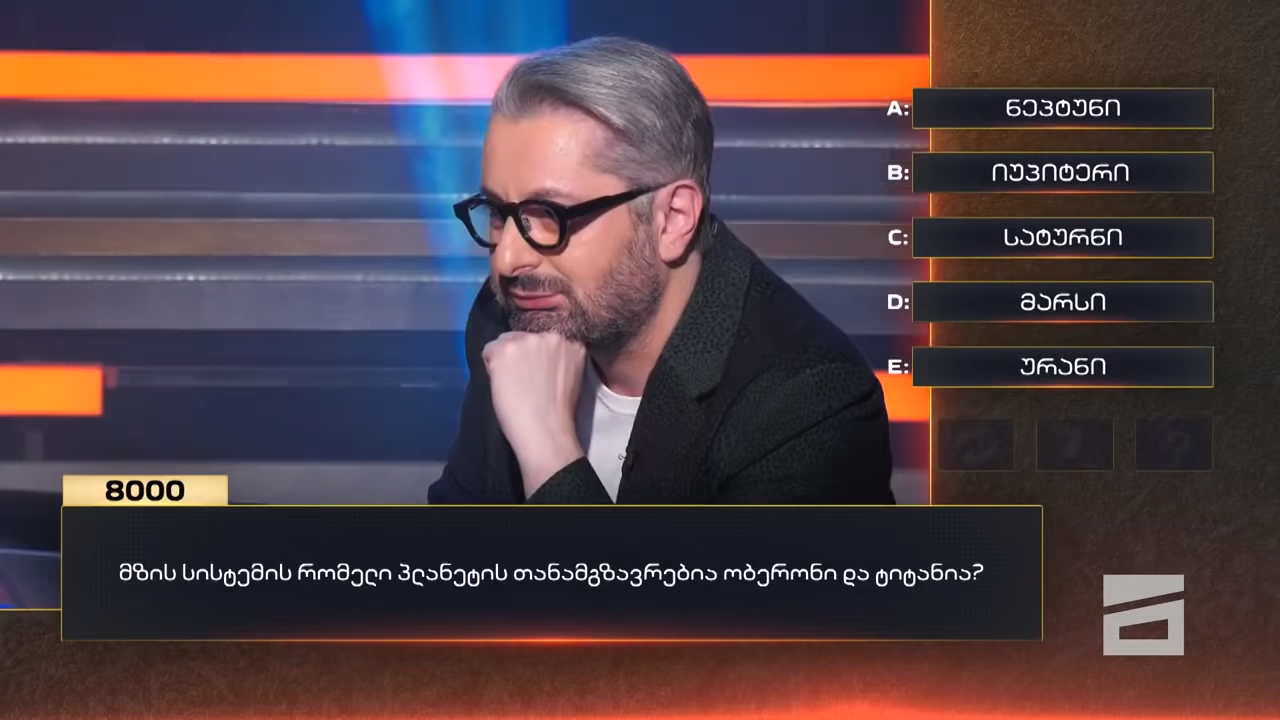 A: ნეპტუნი
B: იუპიტერი
C: სატურნი
D: მარსი
E: ურანი
8000
მზის სისტემის რომელი პლანეტის თანამგზავრებია ობერონი და ტიტანია?